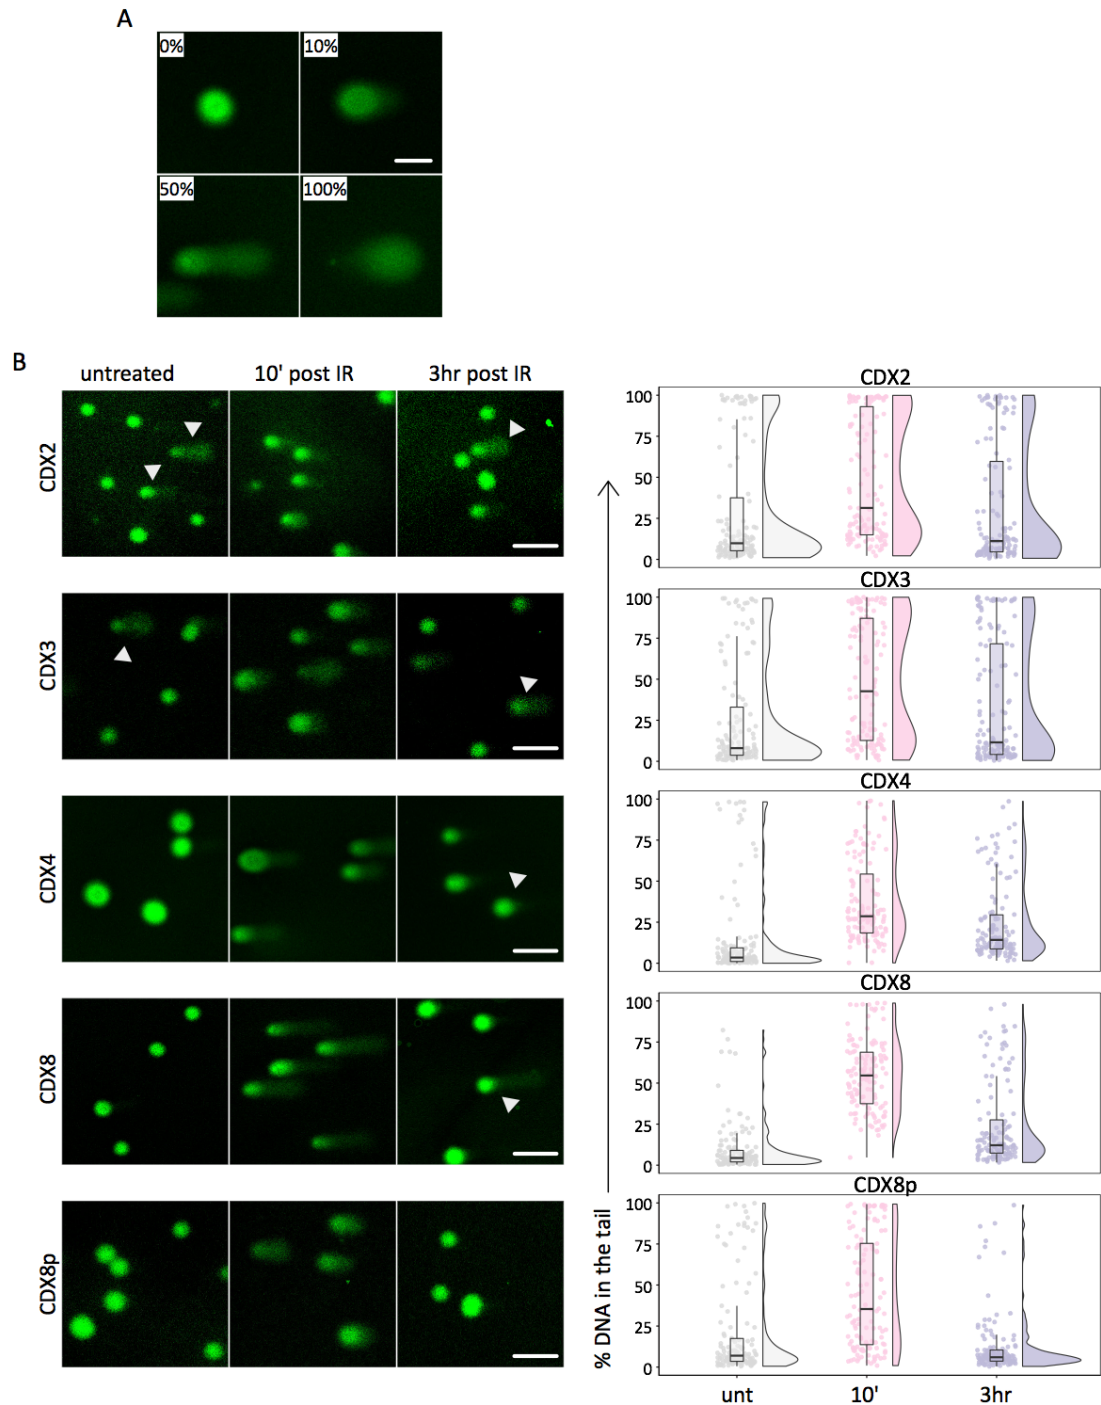 A
0%
10%
50%
100%
B
untreated
10' post IR
3hr post IR
CDX2
CDX3
CDX4
CDX8
CDX8p
% DNA in the tail
CDX2
100
75
50
25
0
CDX3
100
75
50
25
0
CDX4
100
75
50
25
0
CDX8
100
75
50
25
0
CDX8p
100
75
50
25
0
unt
10'
3hr